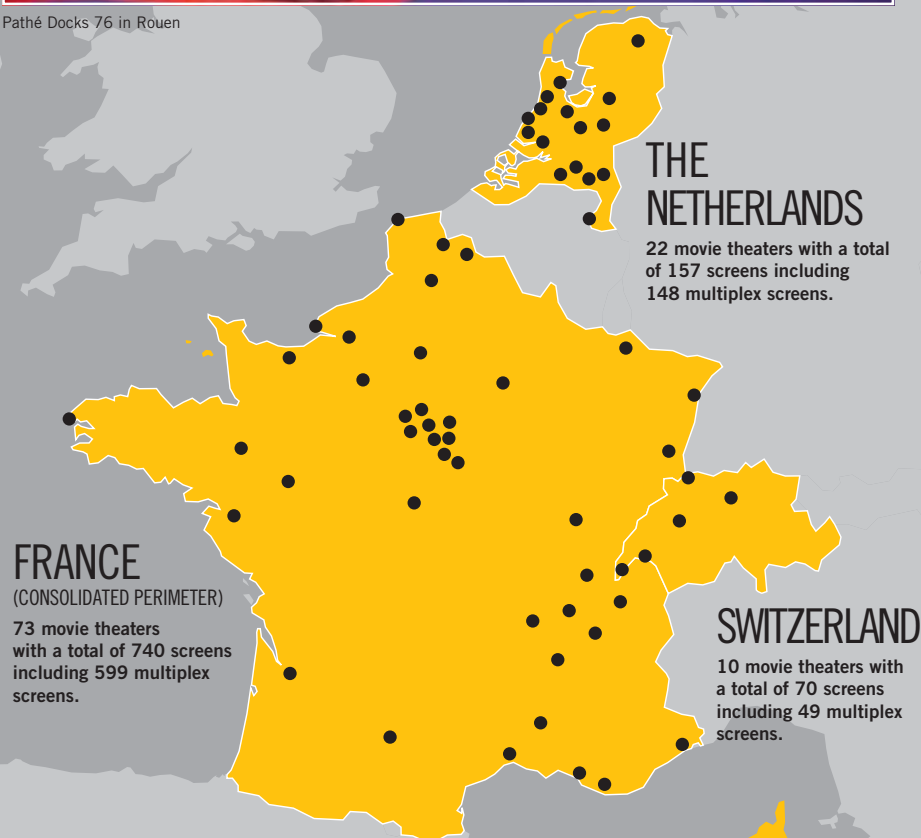 Pathé Docks 76 in Rouen
THE
NETHERLANDS
22 movie theaters with a total
of 157 screens including
148 multiplex screens.
FRANCE
(CONSOLIDATED PERIMETER)
73 movie theaters
with a total of 740 screens
including 599 multiplex
screens.
SWITZERLAND
10 movie theaters with
a total of 70 screens
including 49 multiplex
screens.